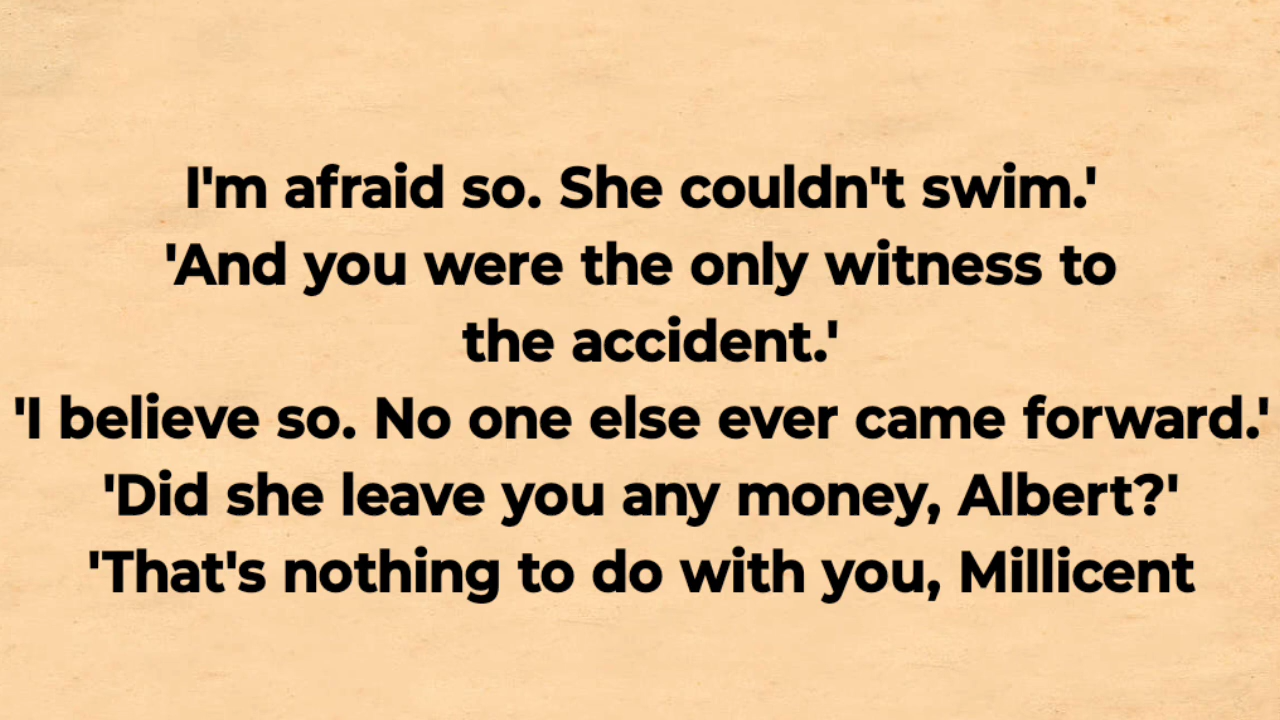 I'm afraid so. She couldn't swim.'
'And you were the only witness to
the accident.'
'I believe so. No one else ever came forward.'
'Did she leave you any money, Albert?'
'That's nothing to do with you, Millicent